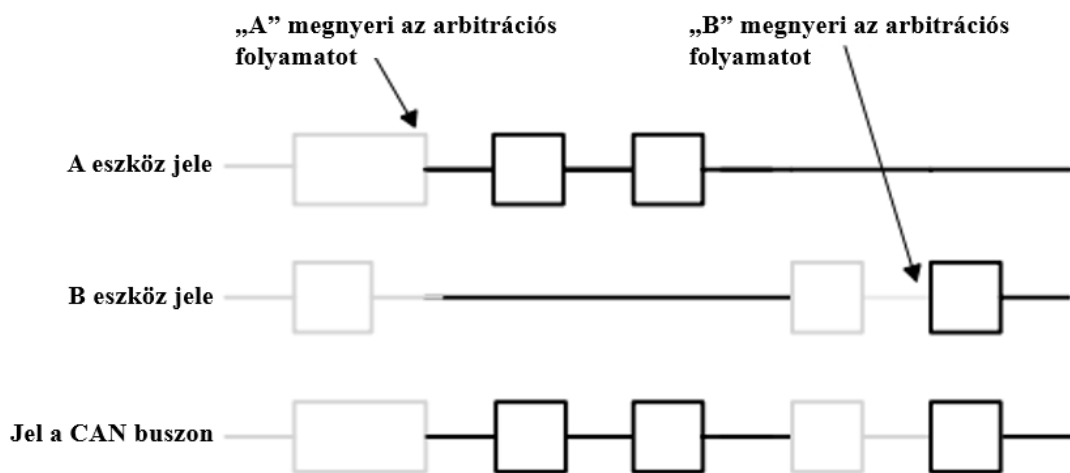 „A” megnyeri az arbitrációs
folyamatot
„B” megnyeri az arbitrációs
folyamatot
A eszköz jele
B eszköz jele
Jel a CAN buszon